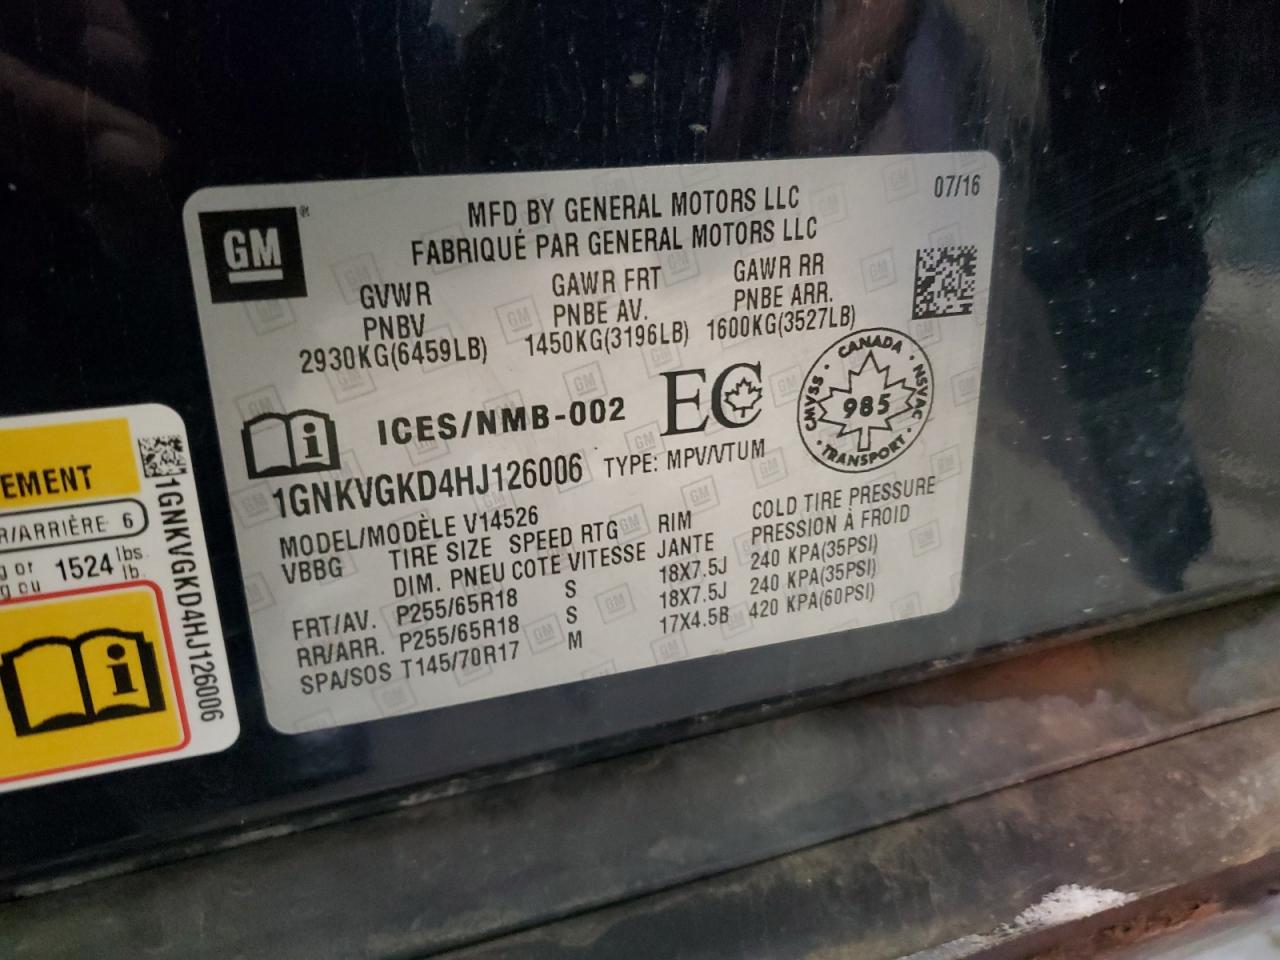 GM
®
MFD BY GENERAL MOTORS LLC
FABRIQUÉ PAR GENERAL MOTORS LLC
07/16
GVWR GAWR FRT GAWR RR
PNBV PNBE AV. PNBE ARR.
2930KG(6459LB) 1450KG(3196LB) 1600KG(3527LB)
ICES/NMB-002
EC
CANADA · NSVAC · TRANSPORT · CMVSS ·
985
1GNKVGKD4HJ126006 TYPE: MPV/VTUM
MODEL/MODÈLE V14526
VBBG TIRE SIZE SPEED RTG RIM COLD TIRE PRESSURE
DIM. PNEU COTE VITESSE JANTE PRESSION À FROID
FRT/AV. P255/65R18 S 18X7.5J 240 KPA(35PSI)
RR/ARR. P255/65R18 S 18X7.5J 240 KPA(35PSI)
SPA/SOS T145/70R17 M 17X4.5B 420 KPA(60PSI)
EMENT
R/ARRIÈRE 6
g or 1524 lbs.
g ou lb.
1GNKVGKD4HJ126006